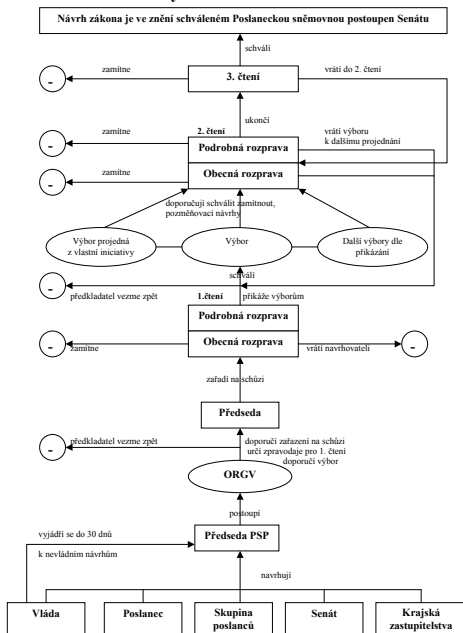 Návrh zákona je ve znění schváleném Poslaneckou sněmovnou postoupen Senátu
schválí
zamítne
3. čtení
vrátí do 2. čtení
-
ukončí
zamítne
2. čtení
vrátí výboru
k dalšímu projednání
-
Podrobná rozprava
zamítne
Obecná rozprava
-
doporučují schválit zamítnout,
pozměňovací návrhy
Výbor projedná
z vlastní iniciativy
Výbor
Další výbory dle
přikázání
schválí
-
předkladatel vezme zpět
1.čtení
přikáže výborům
Podrobná rozprava
Obecná rozprava
-
zamítne
vrátí navrhovateli
-
zařadí na schůzi
Předseda
předkladatel vezme zpět
-
doporučí zařazení na schůzi
určí zpravodaje pro 1. čtení
doporučí výbor
ORGV
postoupí
vyjádří se do 30 dnů
k nevládním návrhům
Předseda PSP
navrhují
Vláda
Poslanec
Skupina
poslanců
Senát
Krajská
zastupitelstva